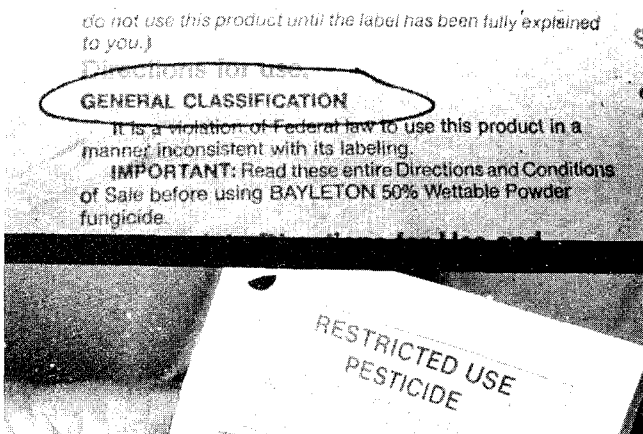 do not use this product until the label has been fully explained
to you.)
Directions for use:
GENERAL CLASSIFICATION
It is a violation of Federal law to use this product in a
manner inconsistent with its labeling.
IMPORTANT: Read these entire Directions and Conditions
of Sale before using BAYLETON 50% Wettable Powder
fungicide
RESTRICTED USE
PESTICIDE